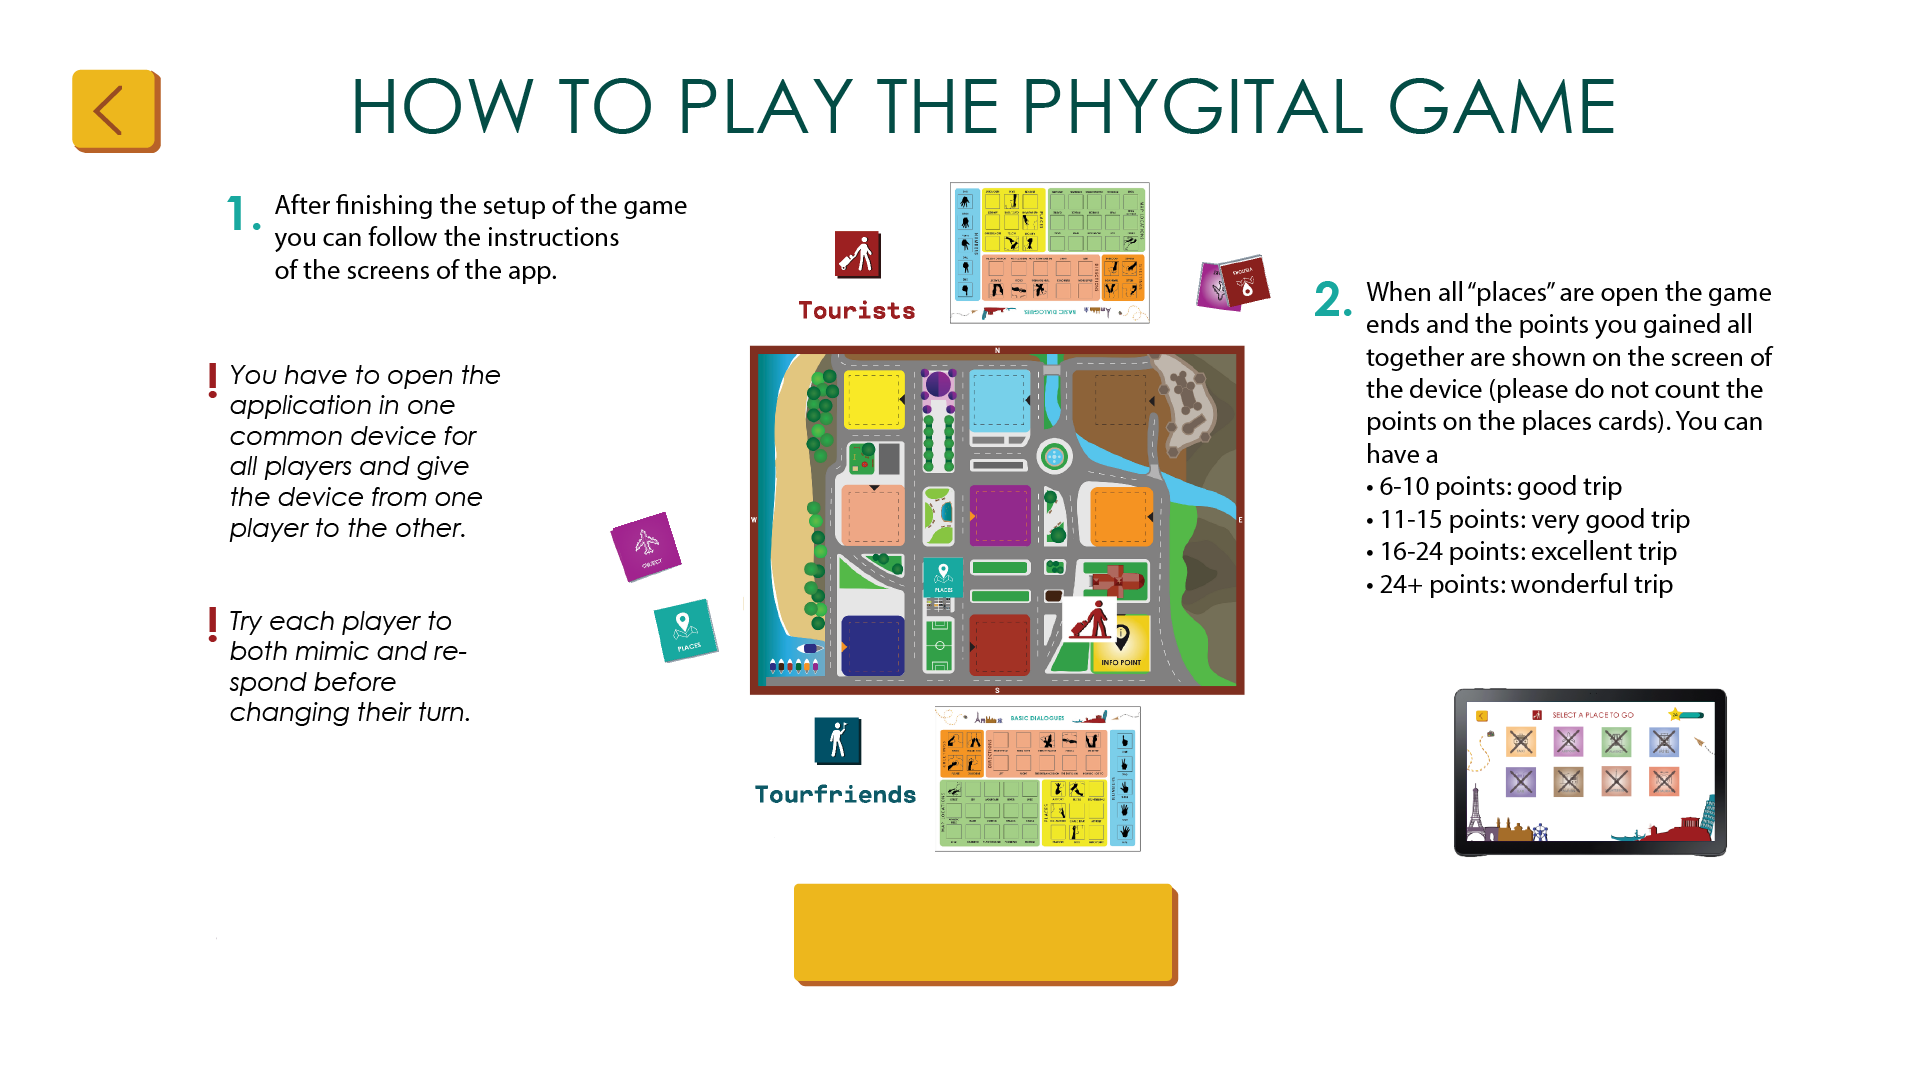 HOW TO PLAY THE PHYGITAL GAME
1. After finishing the setup of the game
you can follow the instructions
of the screens of the app.
! You have to open the
application in one
common device for
all players and give
the device from one
player to the other.
! Try each player to
both mimic and re-
spond before
changing their turn.
Tourists
BASIC DIALOGUES
N
W
E
S
PLACES
INFO POINT
OBJECT
PLACES
Tourfriends
BASIC DIALOGUES
2. When all “places” are open the game
ends and the points you gained all
together are shown on the screen of
the device (please do not count the
points on the places cards). You can
have a
• 6-10 points: good trip
• 11-15 points: very good trip
• 16-24 points: excellent trip
• 24+ points: wonderful trip
SELECT A PLACE TO GO